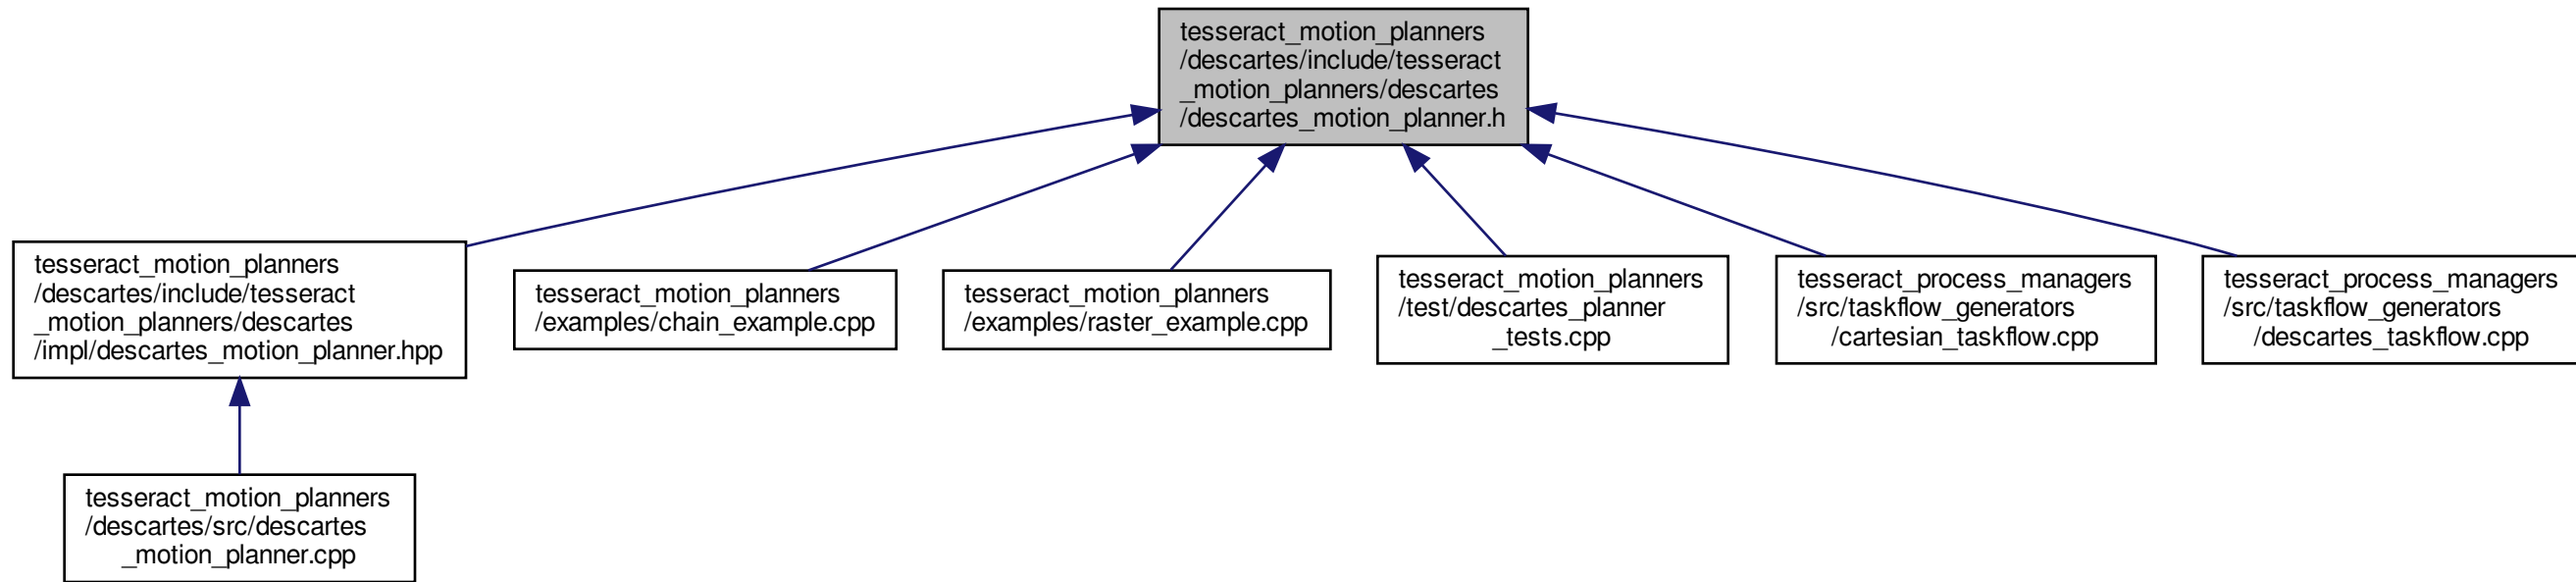 tesseract_motion_planners
/descartes/include/tesseract
_motion_planners/descartes
/descartes_motion_planner.h
tesseract_motion_planners
/descartes/include/tesseract
_motion_planners/descartes
/impl/descartes_motion_planner.hpp
tesseract_motion_planners
/examples/chain_example.cpp
tesseract_motion_planners
/examples/raster_example.cpp
tesseract_motion_planners
/test/descartes_planner
_tests.cpp
tesseract_process_managers
/src/taskflow_generators
/cartesian_taskflow.cpp
tesseract_process_managers
/src/taskflow_generators
/descartes_taskflow.cpp
tesseract_motion_planners
/descartes/src/descartes
_motion_planner.cpp